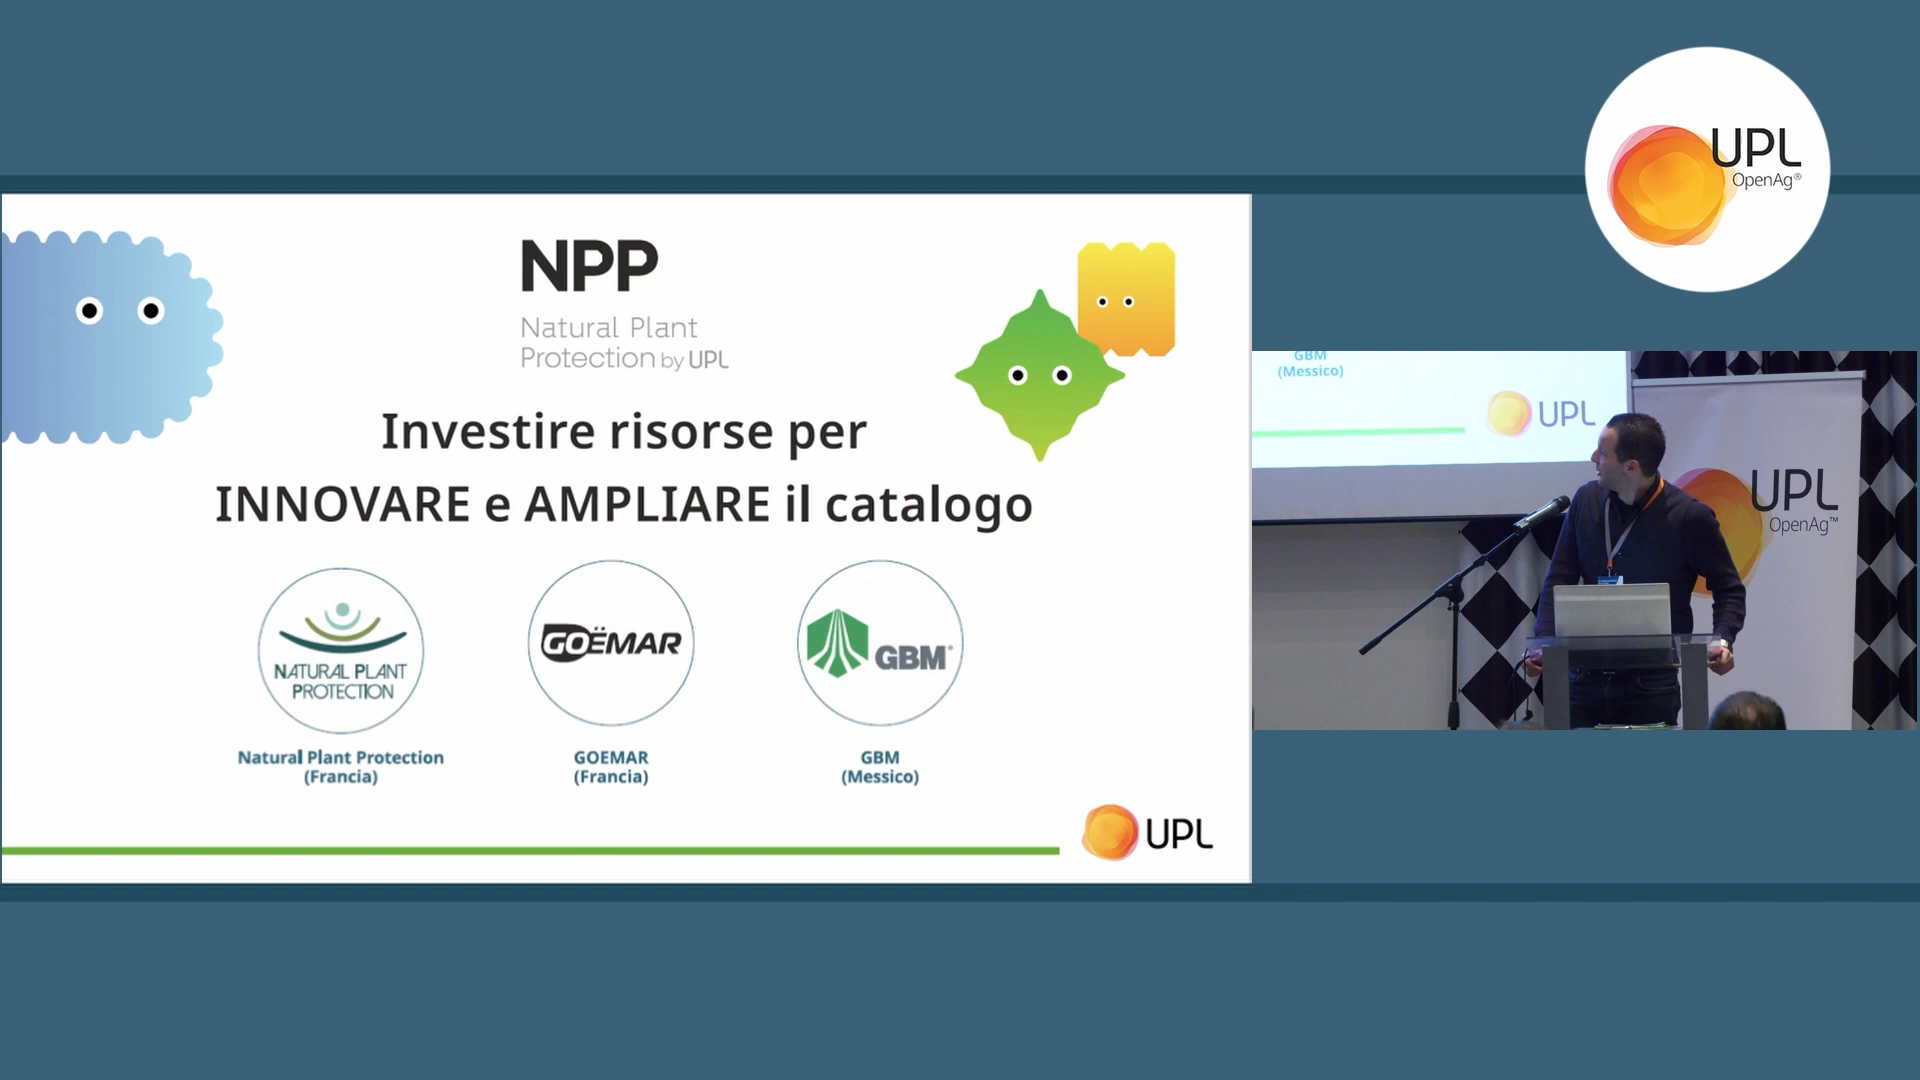 UPL
OpenAg®
NPP
Natural Plant
Protection by UPL
Investire risorse per
INNOVARE e AMPLIARE il catalogo
NATURAL PLANT
PROTECTION
GOËMAR
GBM®
Natural Plant Protection
(Francia)
GOEMAR
(Francia)
GBM
(Messico)
UPL
GBM
(Messico)
UPL
UPL
OpenAg™